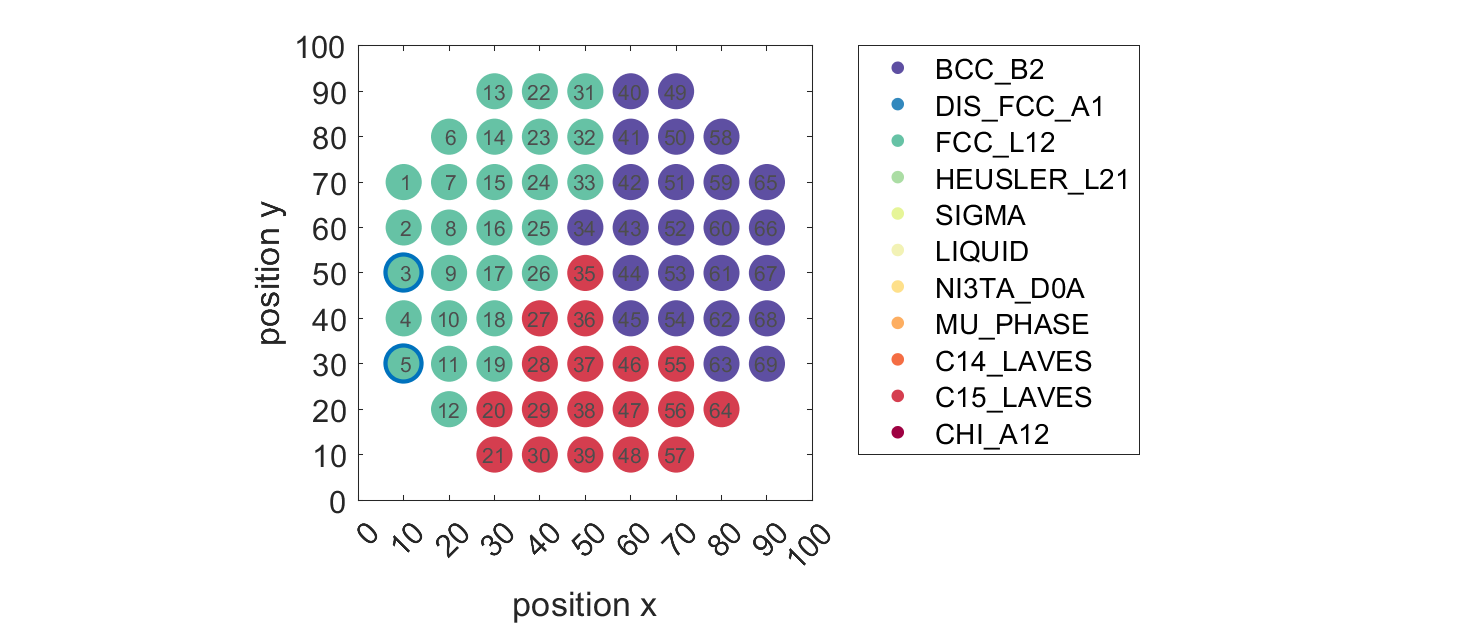 100
90 13 22 31 40 49
80 6 14 23 32 41 50 58
70 1 7 15 24 33 42 51 59 65
60 2 8 16 25 34 43 52 60 66
50 3 9 17 26 35 44 53 61 67
40 4 10 18 27 36 45 54 62 68
30 5 11 19 28 37 46 55 63 69
20 12 20 29 38 47 56 64
10 21 30 39 48 57
0
position y
0 10 20 30 40 50 60 70 80 90 100
position x
BCC_B2
DIS_FCC_A1
FCC_L12
HEUSLER_L21
SIGMA
LIQUID
NI3TA_D0A
MU_PHASE
C14_LAVES
C15_LAVES
CHI_A12